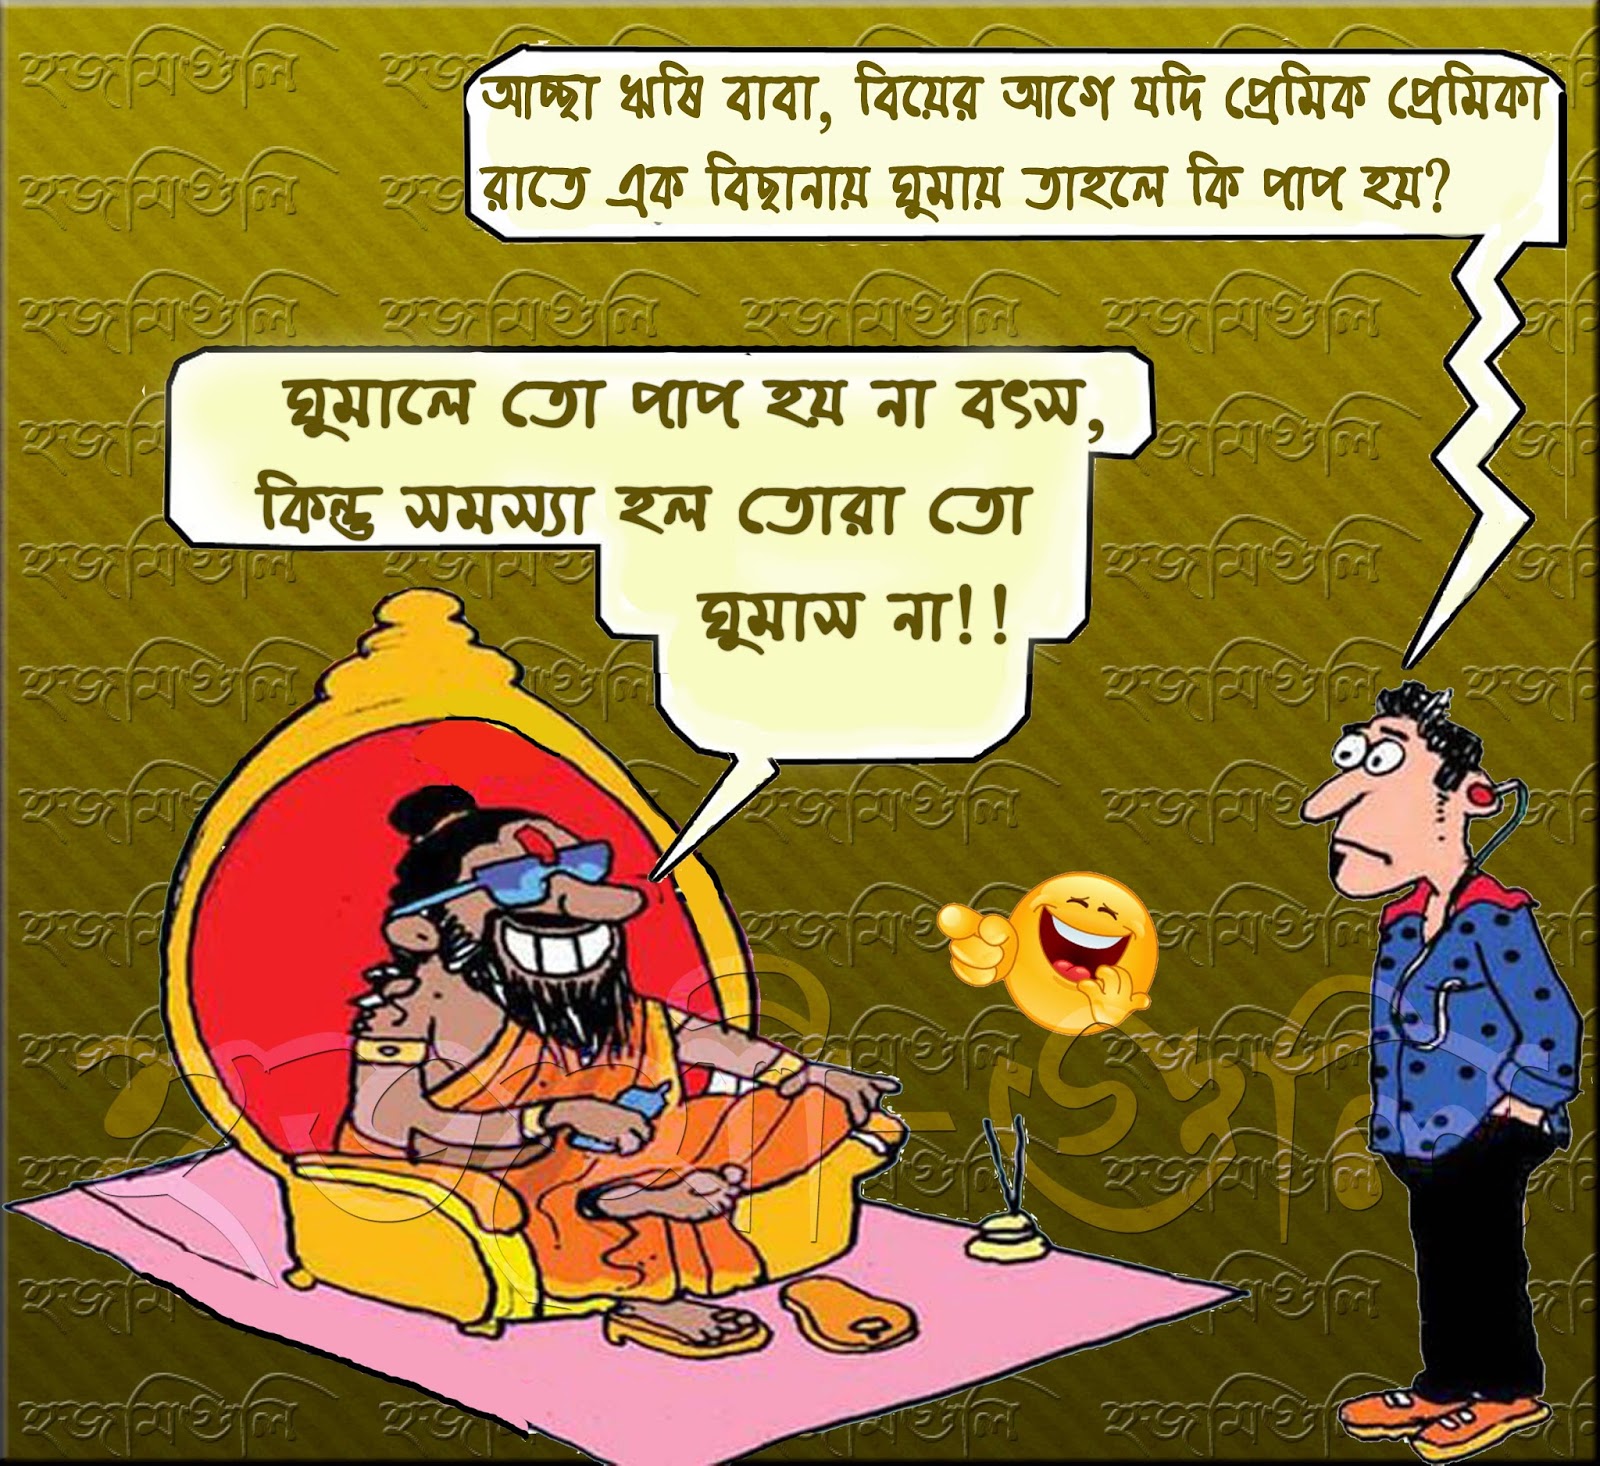 আচ্ছা ঋষি বাবা, বিয়ের আগে যদি প্রেমিক প্রেমিকা
রাতে এক বিছানায় ঘুমায় তাহলে কি পাপ হয়?
ঘুমালে তো পাপ হয় না বৎস,
কিন্তু সমস্যা হল তোরা তো
ঘুমাস না!!